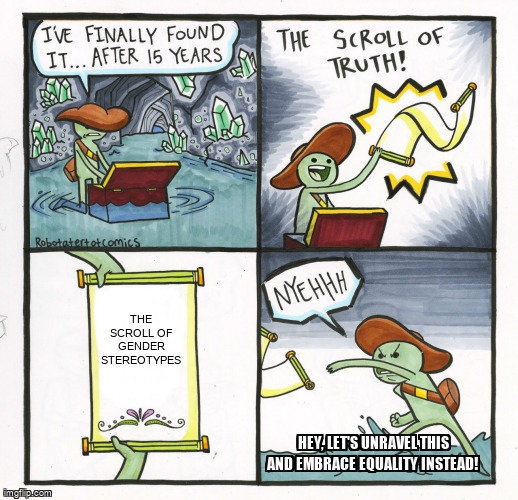 I'VE FINALLY FOUND
IT... AFTER 15 YEARS
THE SCROLL OF
TRUTH!
Robotatertotcomics
THE
SCROLL OF
GENDER
STEREOTYPES
NYEHHH
HEY, LET'S UNRAVEL THIS
AND EMBRACE EQUALITY INSTEAD!
imgflip.com